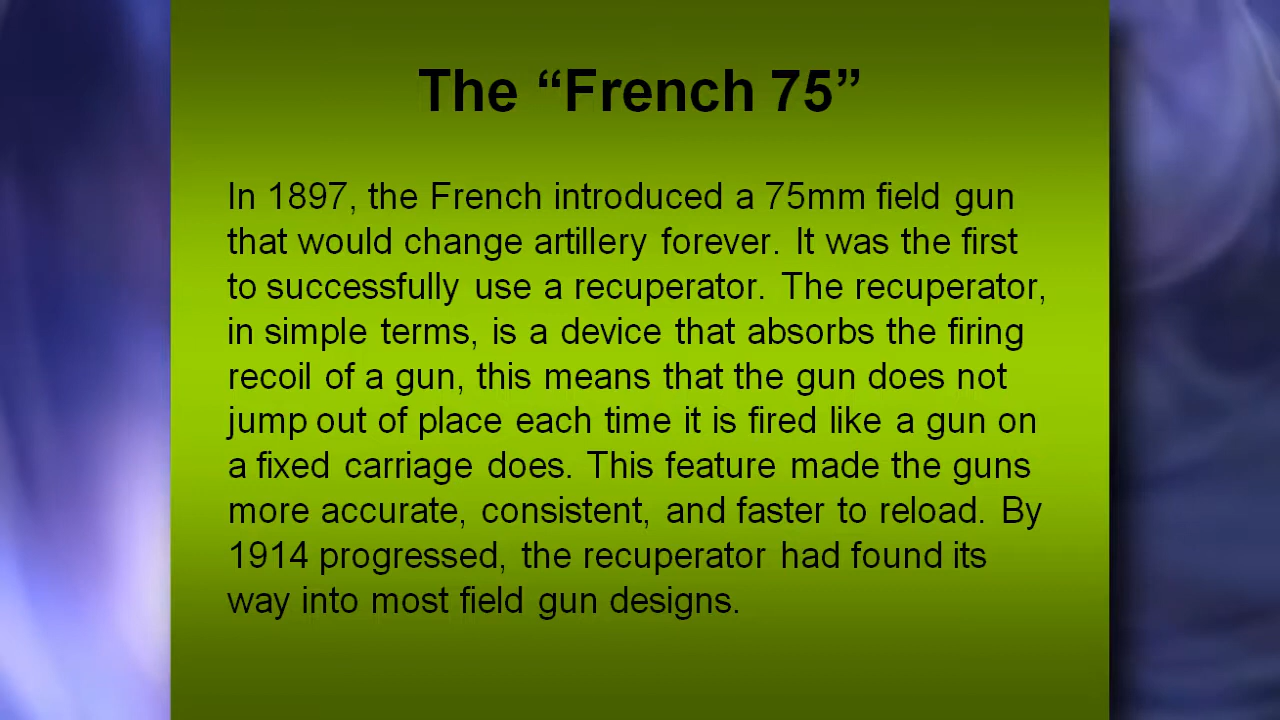 The “French 75”
In 1897, the French introduced a 75mm field gun
that would change artillery forever. It was the first
to successfully use a recuperator. The recuperator,
in simple terms, is a device that absorbs the firing
recoil of a gun, this means that the gun does not
jump out of place each time it is fired like a gun on
a fixed carriage does. This feature made the guns
more accurate, consistent, and faster to reload. By
1914 progressed, the recuperator had found its
way into most field gun designs.